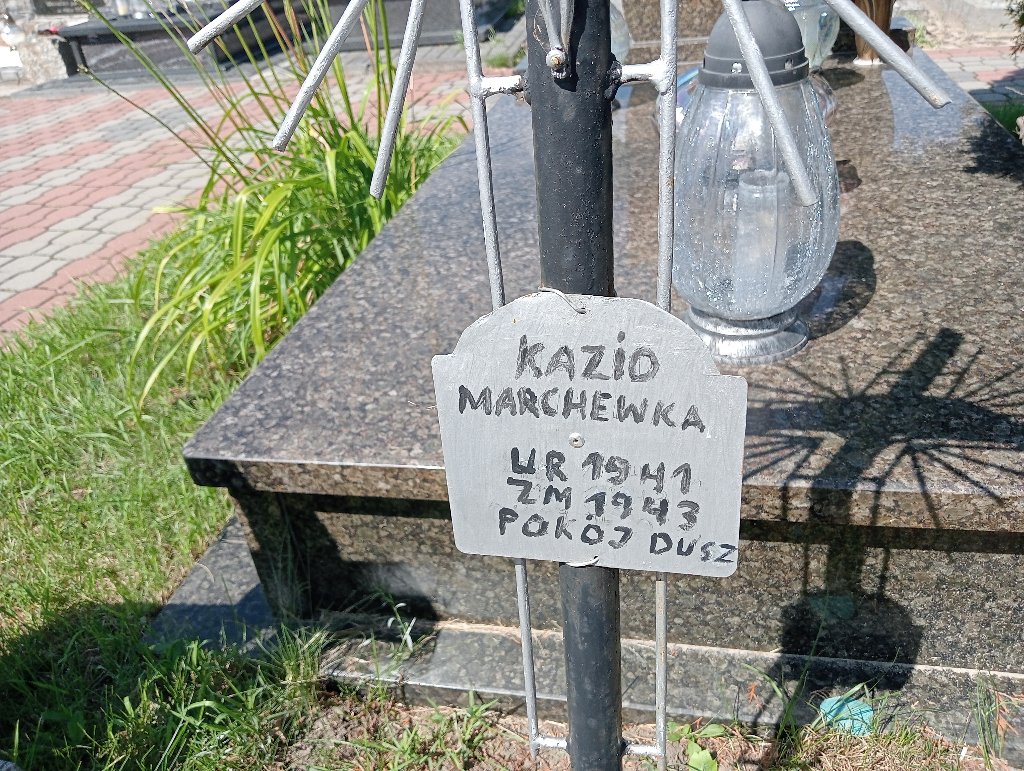 KAZiO
MARCHEWKA
UR 1941
ZM 1943
POKÓJ DUSZ